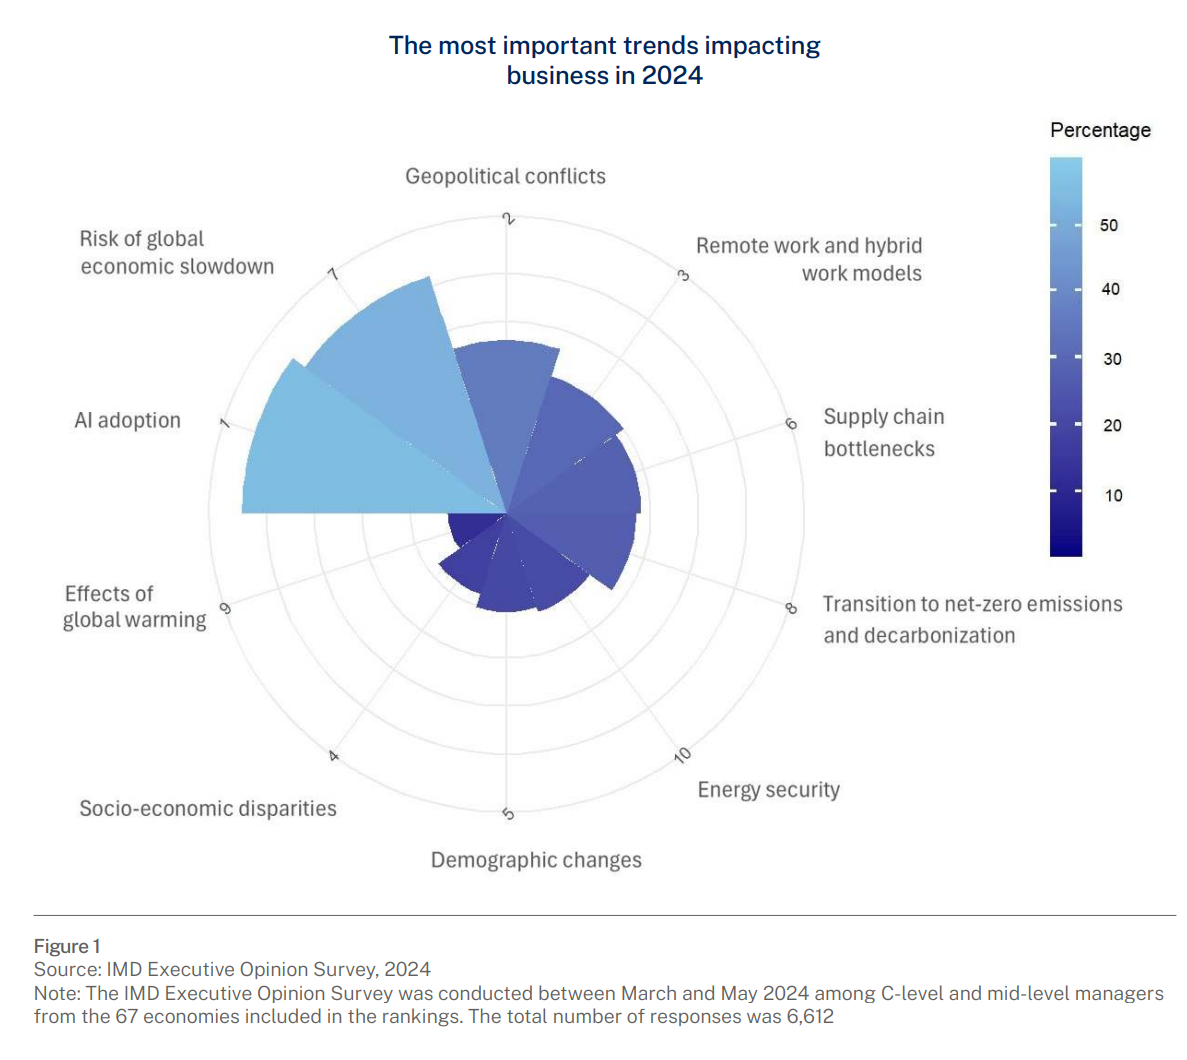 The most important trends impacting
business in 2024
Percentage
50
40
30
20
10
Geopolitical conflicts
2
Risk of global
economic slowdown
7
Remote work and hybrid
work models
3
AI adoption
1
Supply chain
bottlenecks
6
Effects of
global warming
9
Transition to net-zero emissions
and decarbonization
8
Socio-economic disparities
4
Energy security
10
5
Demographic changes
Figure 1
Source: IMD Executive Opinion Survey, 2024
Note: The IMD Executive Opinion Survey was conducted between March and May 2024 among C-level and mid-level managers
from the 67 economies included in the rankings. The total number of responses was 6,612